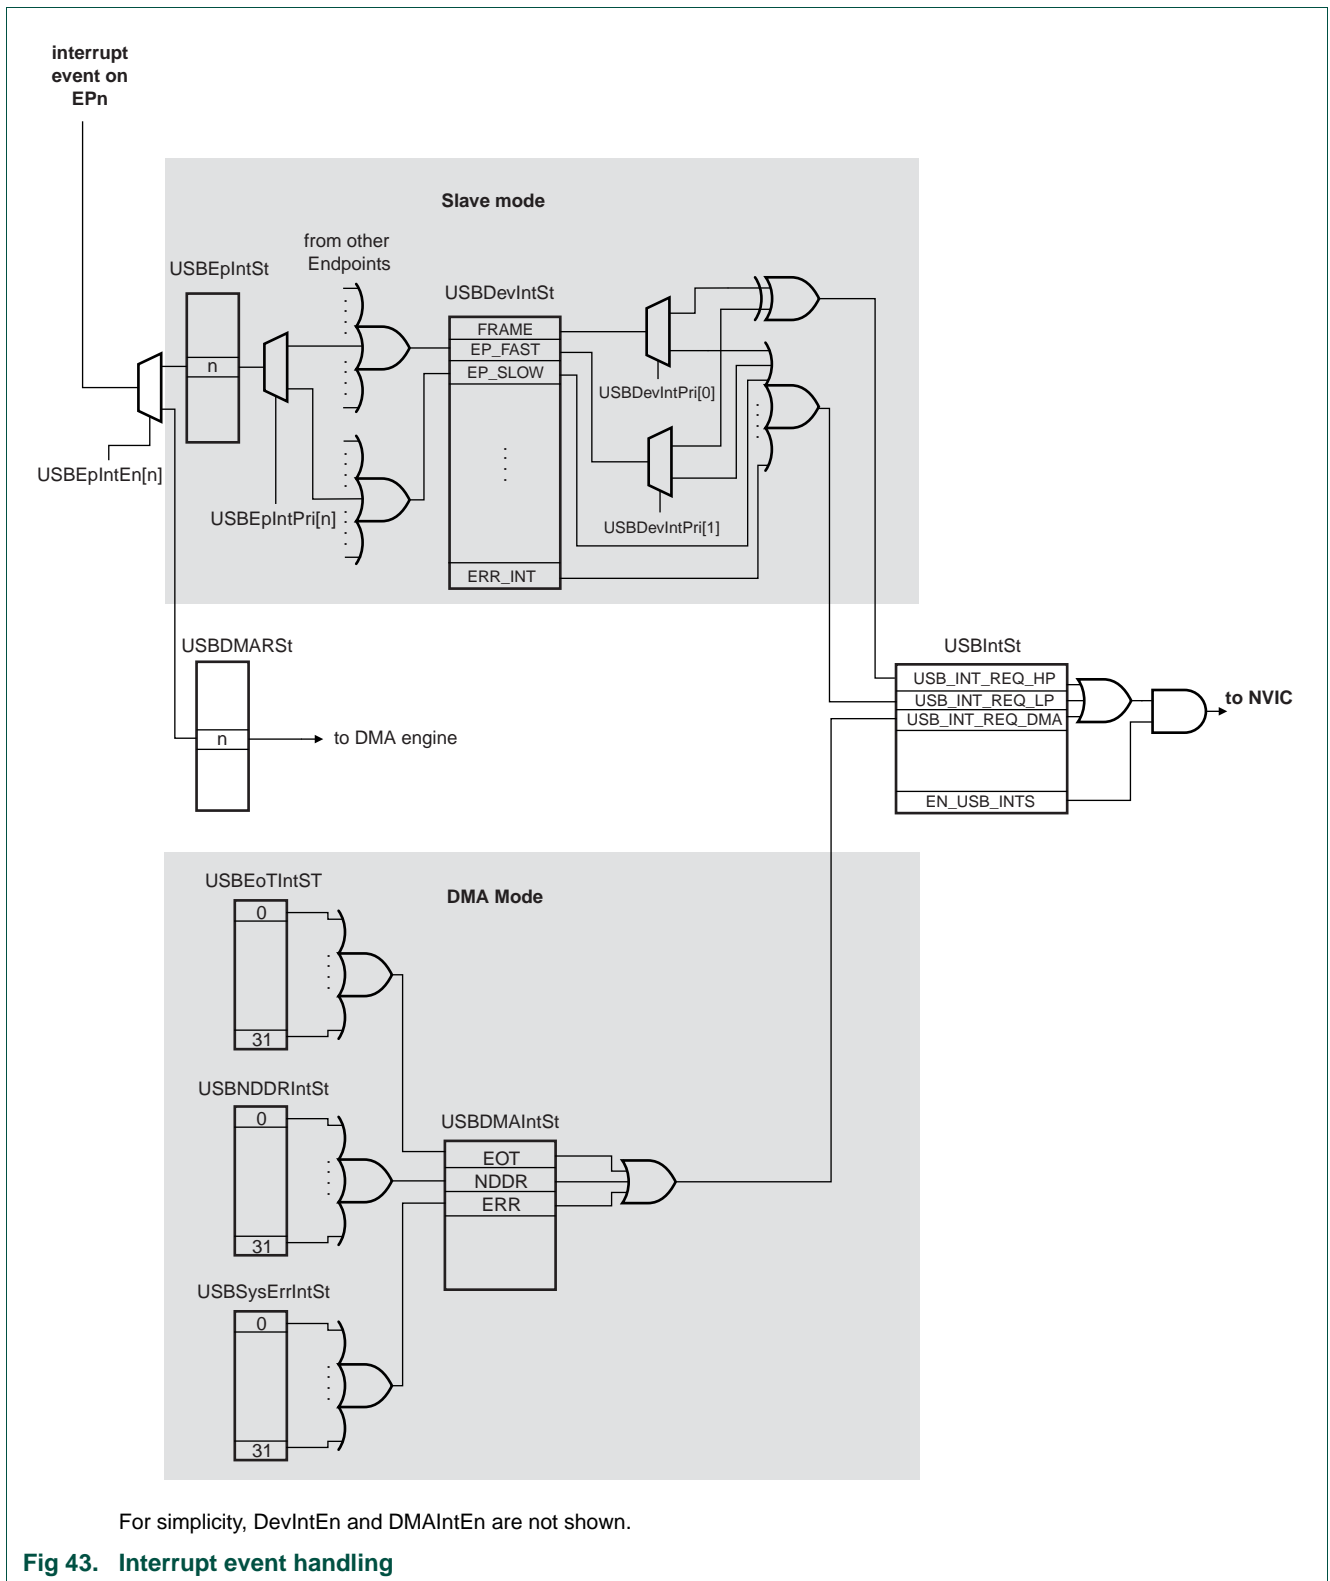 interrupt
event on
EPn
Slave mode
from other
Endpoints
USBEpIntSt
USBDevIntSt
FRAME
EP_FAST
EP_SLOW
n
USBDevIntPri[0]
USBEpIntEn[n]
USBEpIntPri[n]
USBDevIntPri[1]
ERR_INT
USBDMARSt
n
to DMA engine
USBIntSt
USB_INT_REQ_HP
USB_INT_REQ_LP
USB_INT_REQ_DMA
EN_USB_INTS
to NVIC
USBEoTIntST
DMA Mode
0
31
USBNDDRIntSt
0
31
USBDMAIntSt
EOT
NDDR
ERR
USBSysErrIntSt
0
31
For simplicity, DevIntEn and DMAIntEn are not shown.
Fig 43. Interrupt event handling